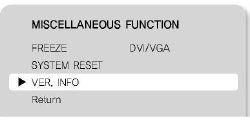 MISCELLANEOUS FUNCTION
FREEZE DVI/VGA
SYSTEM RESET
VER, INFO
Return